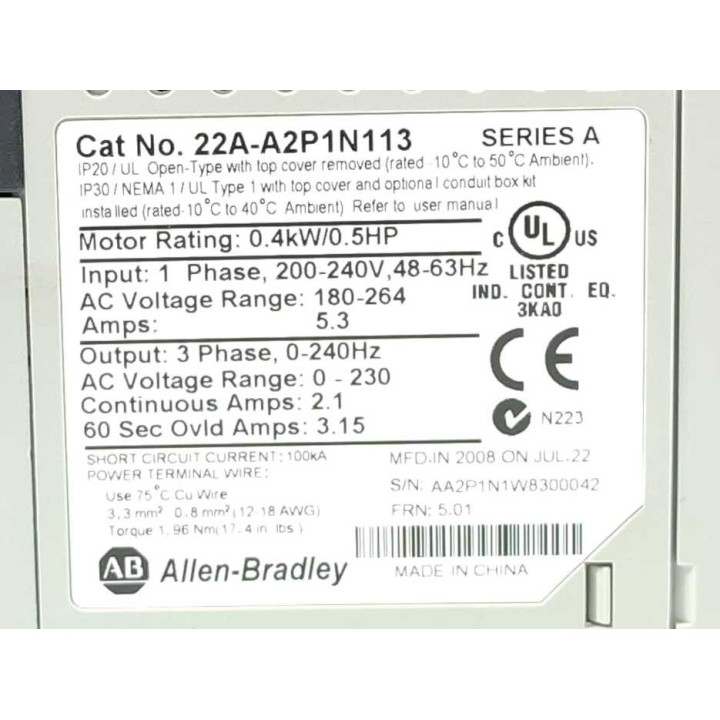 Cat No. 22A-A2P1N113 SERIES A
IP20 / UL Open-Type with top cover removed (rated -10°C to 50°C Ambient).
IP30 / NEMA 1 / UL Type 1 with top cover and optional conduit box kit
installed (rated-10°C to 40°C Ambient) Refer to user manual
Motor Rating: 0.4kW/0.5HP
C UL US
Input: 1 Phase, 200-240V,48-63Hz
LISTED
AC Voltage Range: 180-264
IND. CONT. EQ.
Amps: 5.3
3KA0
Output: 3 Phase, 0-240Hz
CE
AC Voltage Range: 0 - 230
Continuous Amps: 2.1
N223
60 Sec Ovld Amps: 3.15
SHORT CIRCUIT CURRENT: 100kA
MFD.IN 2008 ON JUL.22
POWER TERMINAL WIRE:
S/N: AA2P1N1W8300042
Use 75°C Cu Wire
3.3mm² 0.8mm² (12-18 AWG)
FRN: 5.01
Torque 1.96 Nm(17.4 in lbs )
AB Allen-Bradley
MADE IN CHINA